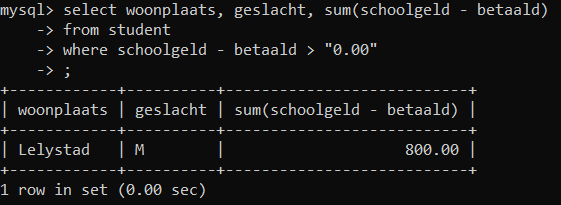 mysql> select woonplaats, geslacht, sum(schoolgeld - betaald)
    -> from student
    -> where schoolgeld - betaald > "0.00"
    -> ;
+------------+----------+---------------------------+
| woonplaats | geslacht | sum(schoolgeld - betaald) |
+------------+----------+---------------------------+
| Lelystad   | M        |                    800.00 |
+------------+----------+---------------------------+
1 row in set (0.00 sec)